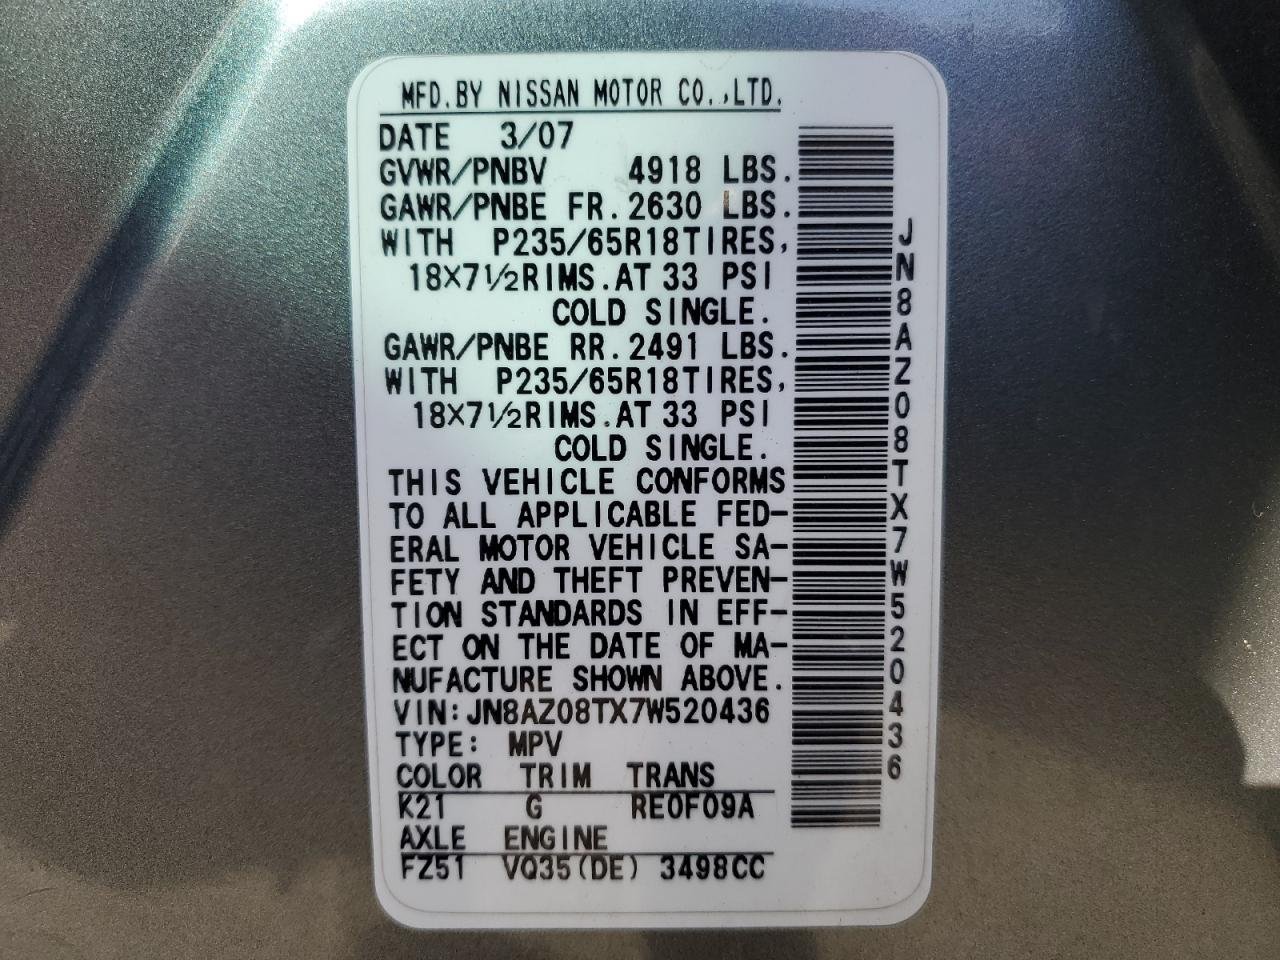 MFD.BY NISSAN MOTOR CO.,LTD.
DATE 3/07
GVWR/PNBV 4918 LBS.
GAWR/PNBE FR.2630 LBS.
WITH P235/65R18TIRES,
18X7½RIMS.AT 33 PSI
COLD SINGLE.
GAWR/PNBE RR.2491 LBS.
WITH P235/65R18TIRES,
18X7½RIMS.AT 33 PSI
COLD SINGLE.
THIS VEHICLE CONFORMS
TO ALL APPLICABLE FED-
ERAL MOTOR VEHICLE SA-
FETY AND THEFT PREVEN-
TION STANDARDS IN EFF-
ECT ON THE DATE OF MA-
NUFACTURE SHOWN ABOVE.
VIN:JN8AZ08TX7W520436
TYPE: MPV
COLOR TRIM TRANS
K21 G RE0F09A
AXLE ENGINE
FZ51 VQ35(DE) 3498CC
JN8AZ08TX7W520436